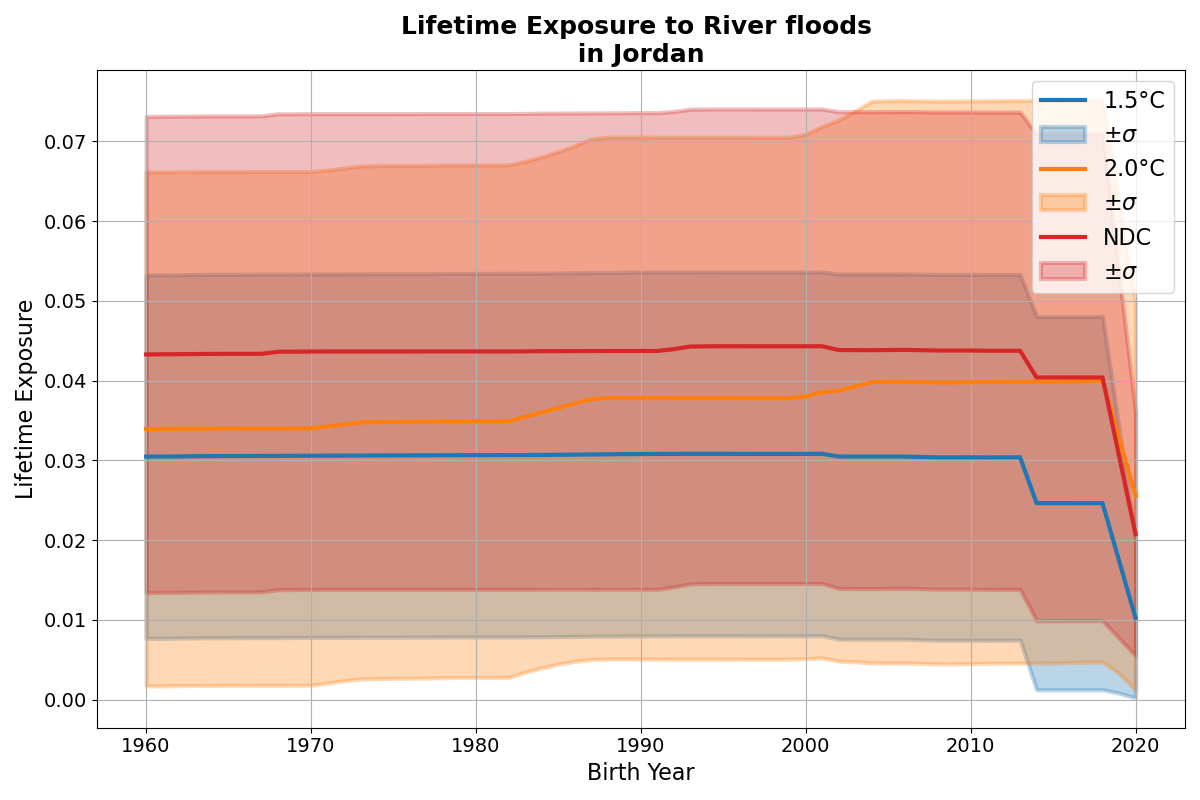 Lifetime Exposure to River floods
in Jordan
Lifetime Exposure
0.07
0.06
0.05
0.04
0.03
0.02
0.01
0.00
1960
1970
1980
1990
2000
2010
2020
Birth Year
1.5°C
±σ
2.0°C
±σ
NDC
±σ